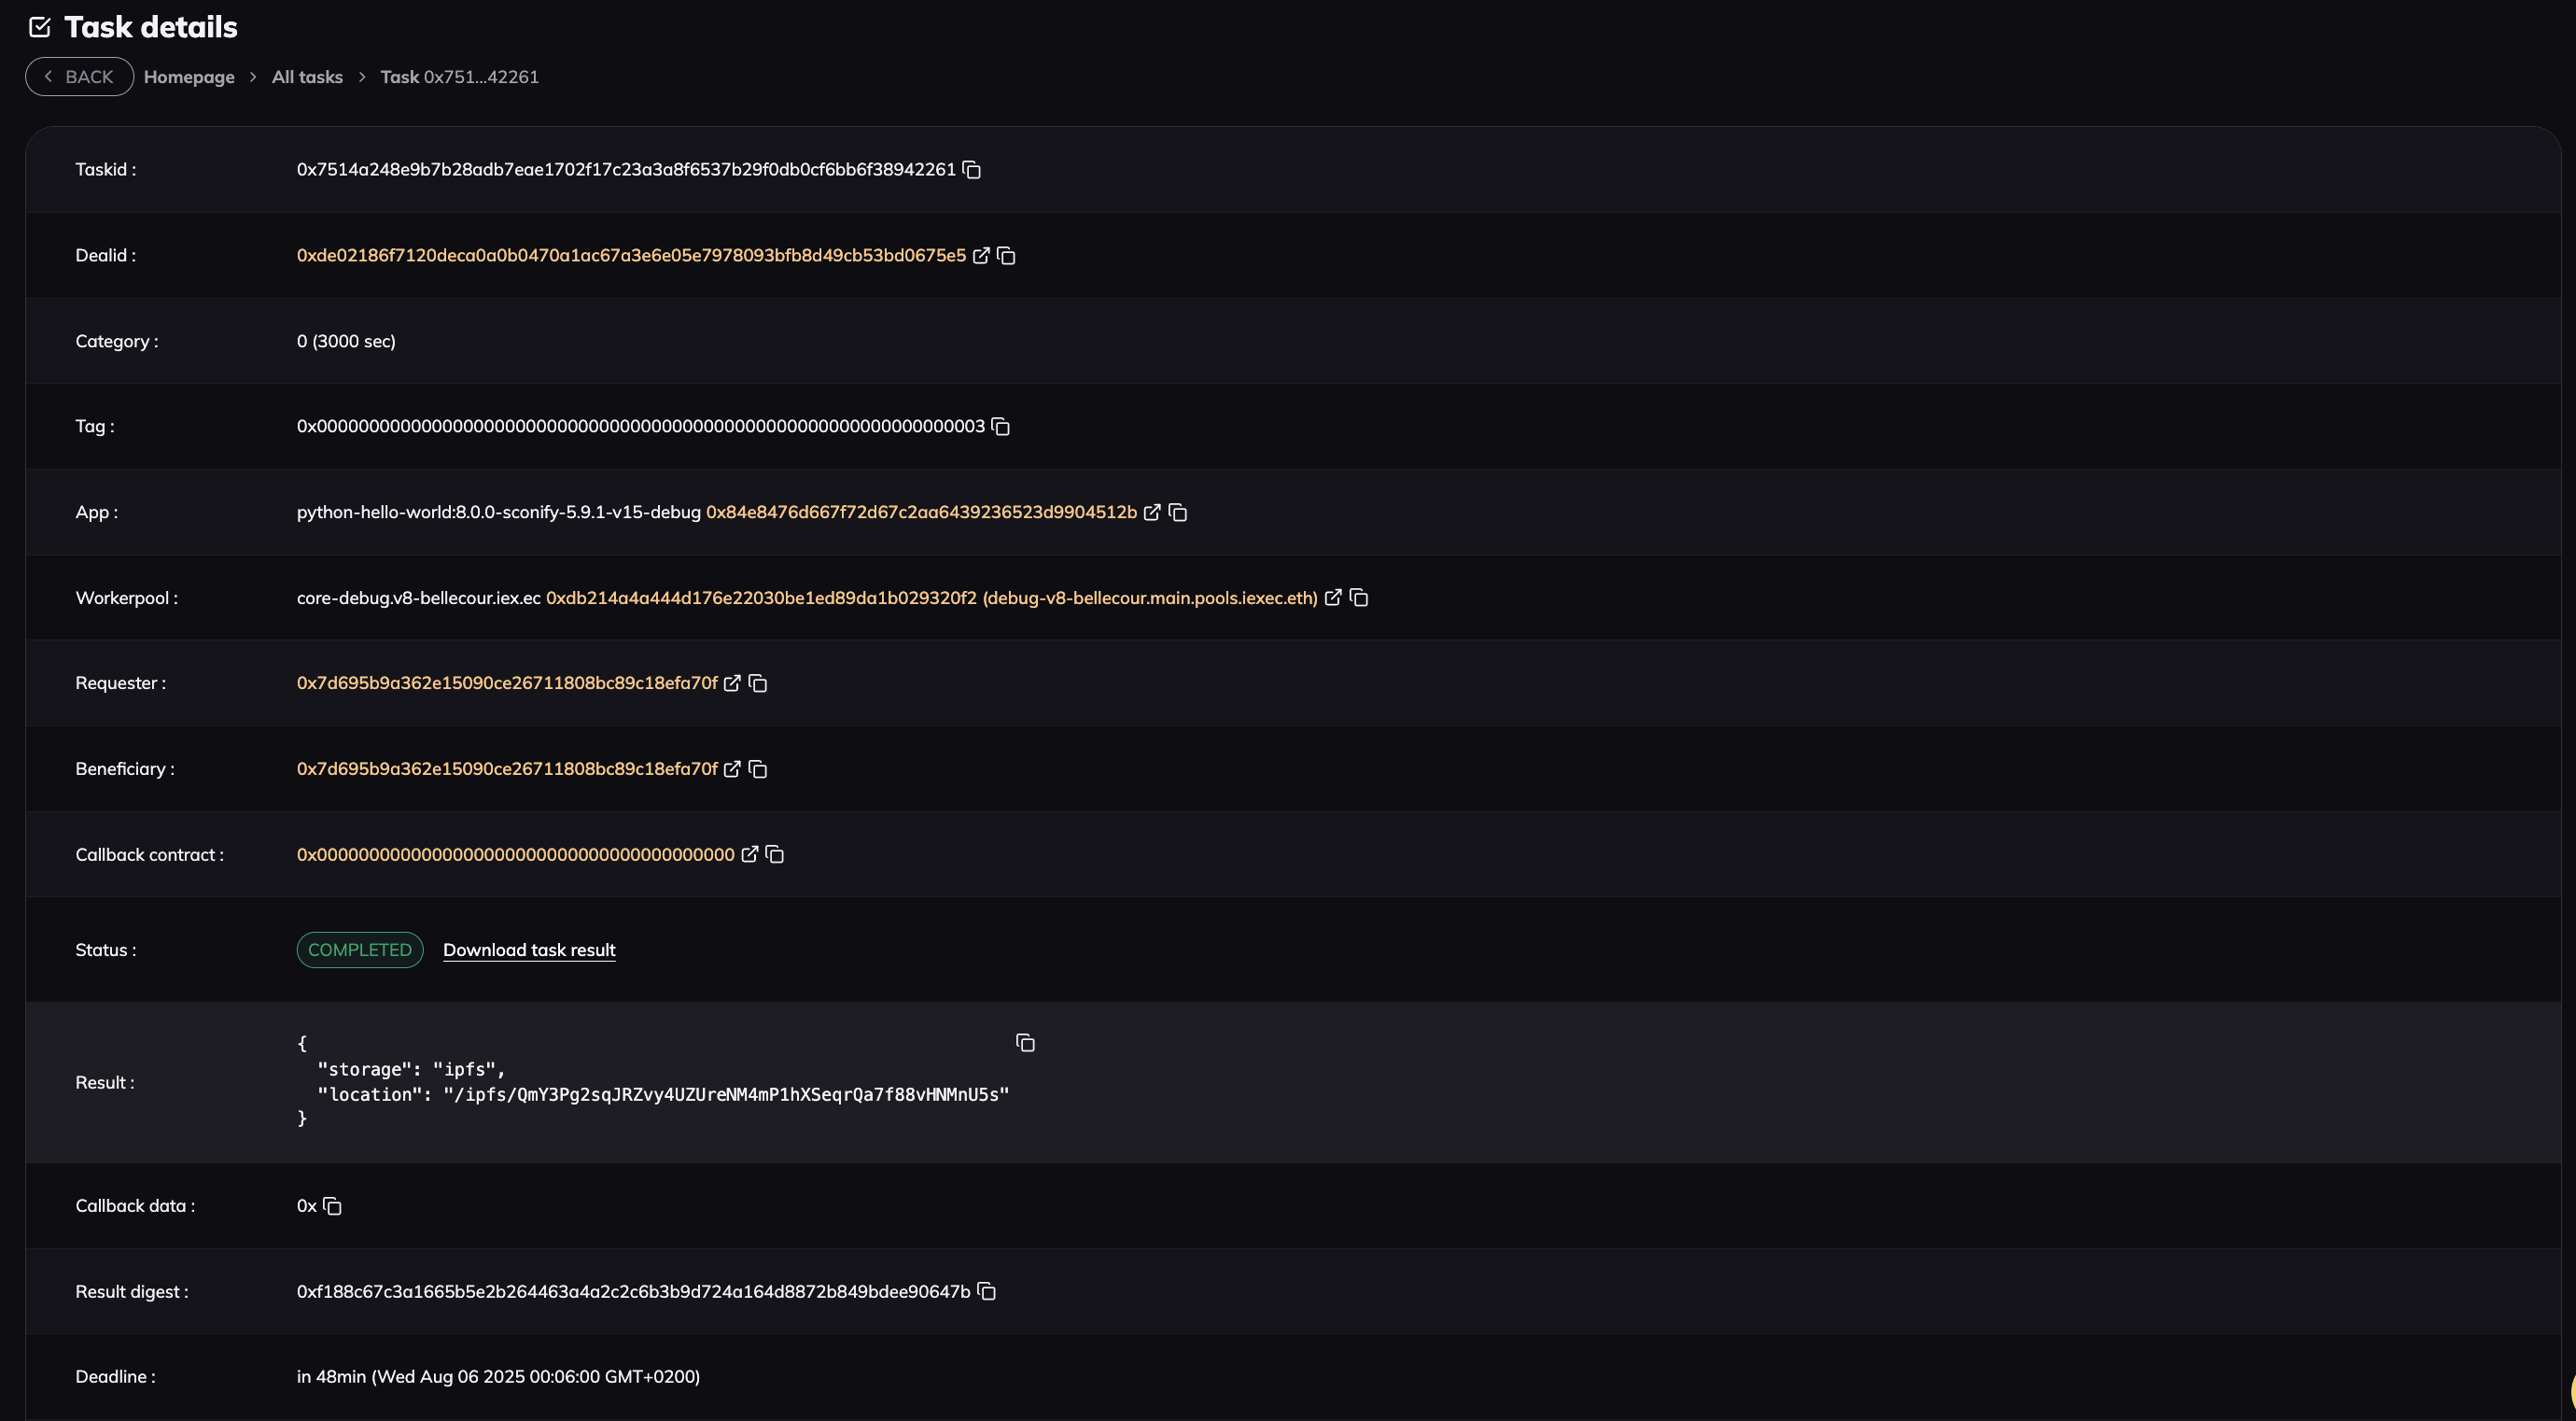 Task details
BACK Homepage > All tasks > Task 0x751...42261
Taskid : 0x7514a248e9b7b28adb7eae1702f17c23a3a8f6537b29f0db0cf6bb6f38942261
Dealid : 0xde02186f7120deca0a0b0470a1ac67a3e6e05e7978093bfb8d49cb53bd0675e5
Category : 0 (3000 sec)
Tag : 0x0000000000000000000000000000000000000000000000000000000000000003
App : python-hello-world:8.0.0-sconify-5.9.1-v15-debug 0x84e8476d667f72d67c2aa6439236523d9904512b
Workerpool : core-debug.v8-bellecour.iex.ec 0xdb214a4a444d176e22030be1ed89da1b029320f2 (debug-v8-bellecour.main.pools.iexec.eth)
Requester : 0x7d695b9a362e15090ce26711808bc89c18efa70f
Beneficiary : 0x7d695b9a362e15090ce26711808bc89c18efa70f
Callback contract : 0x0000000000000000000000000000000000000000
Status : COMPLETED Download task result
Result :
{
"storage": "ipfs",
"location": "/ipfs/QmY3Pg2sqJRZvy4UZUreNM4mP1hXSeqrQa7f88vHNMnU5s"
}
Callback data : 0x
Result digest : 0xf188c67c3a1665b5e2b264463a4a2c2c6b3b9d724a164d8872b849bdee90647b
Deadline : in 48min (Wed Aug 06 2025 00:06:00 GMT+0200)